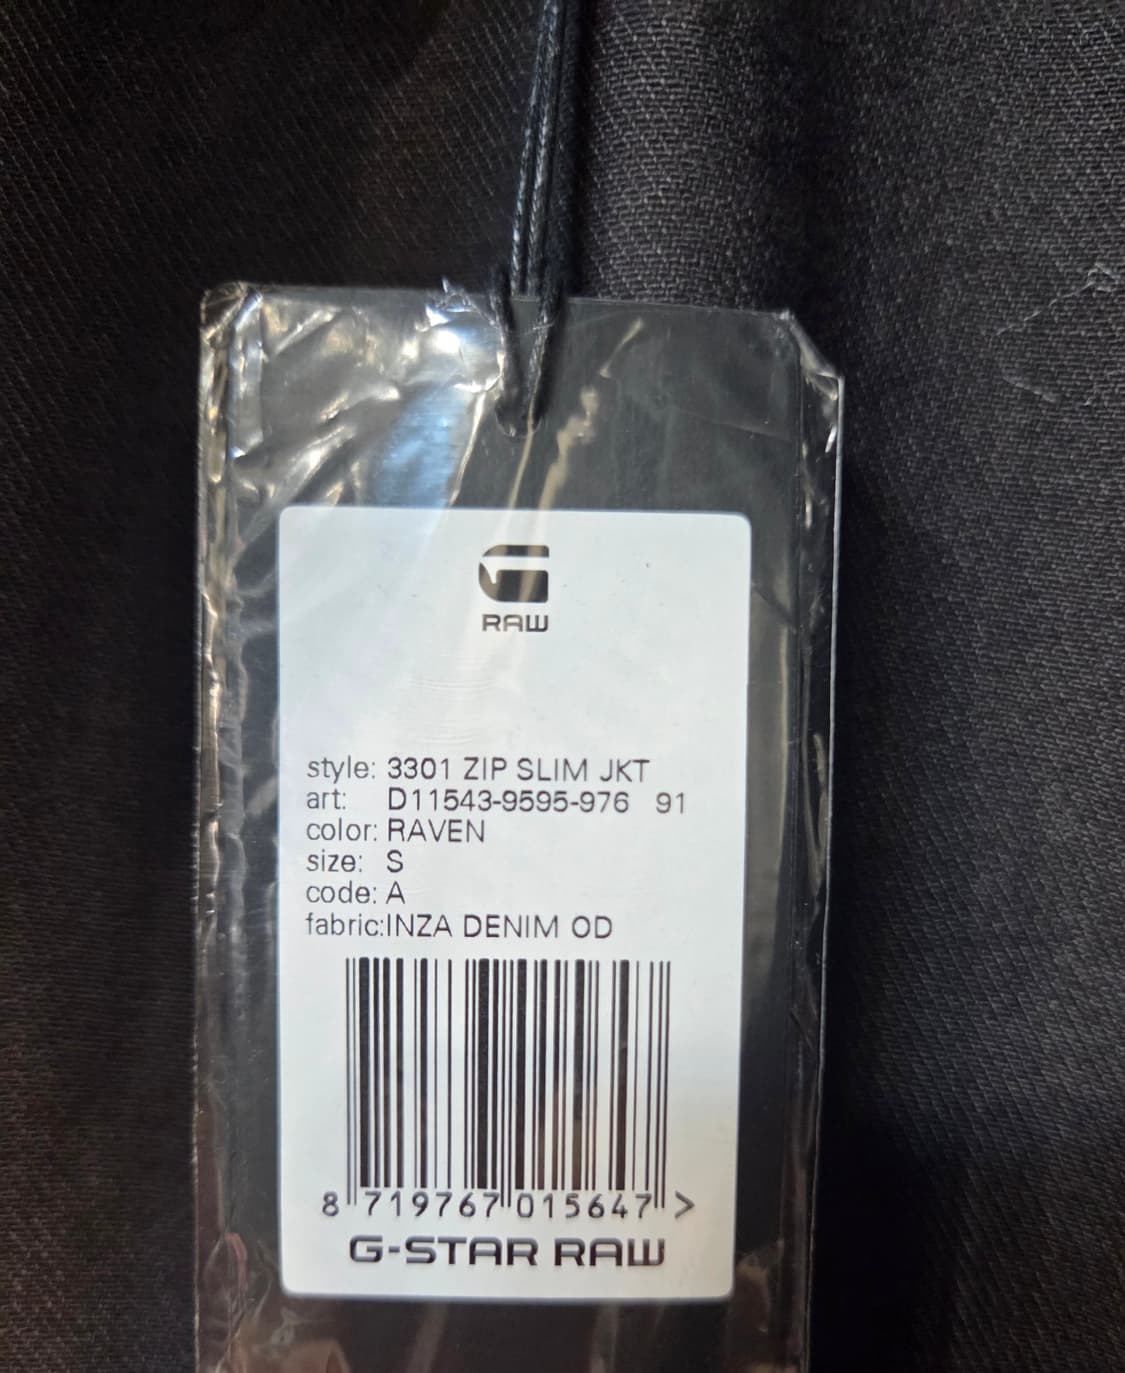 RAW
style: 3301 ZIP SLIM JKT
art: D11543-9595-976 91
color: RAVEN
size: S
code: A
fabric:INZA DENIM OD
8 719767 015647 >
G-STAR RAW